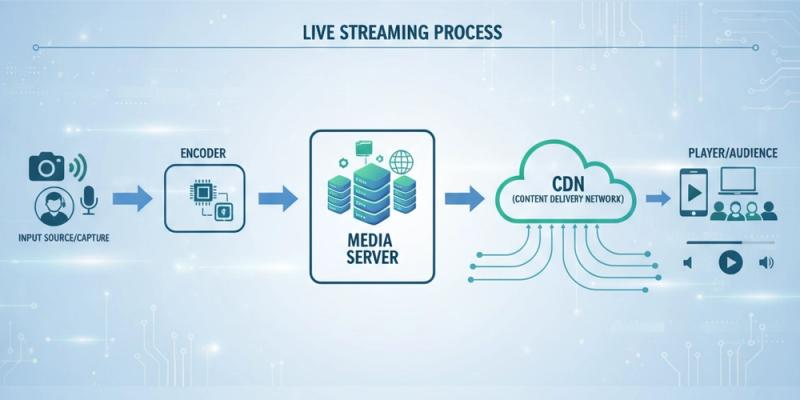 LIVE STREAMING PROCESS
INPUT SOURCE/CAPTURE
ENCODER
MEDIA
SERVER
CDN
(CONTENT DELIVERY NETWORK)
PLAYER/AUDIENCE